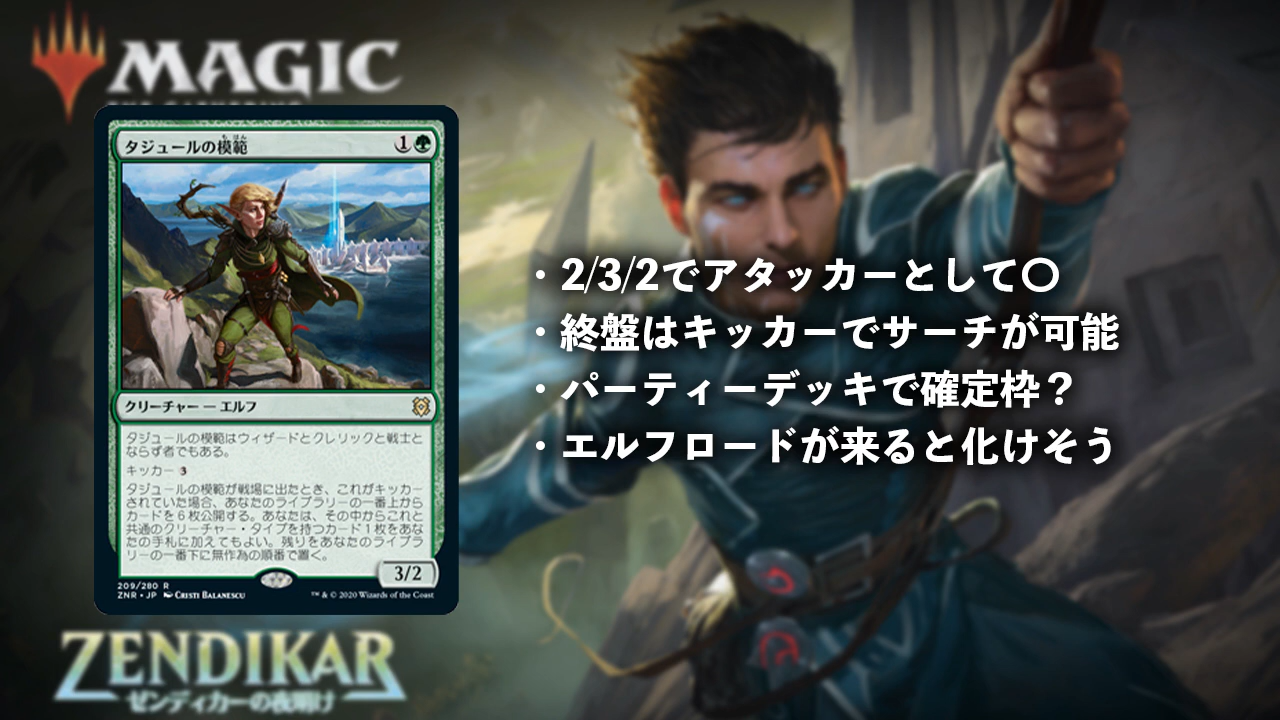 MAGIC
もはん
タジュールの模範 1
クリーチャー ― エルフ
タジュールの模範はウィザードとクレリックと戦士と
ならず者でもある。
キッカー 3
タジュールの模範が戦場に出たとき、これがキッカー
されていた場合、あなたのライブラリーの一番上から
カードを6枚公開する。あなたは、その中からこれと
共通のクリーチャー・タイプを持つカード1枚をあな
たの手札に加えてもよい。残りをあなたのライブラ
リーの一番下に無作為の順番で置く。
3/2
209/280 R
ZNR • JP CRISTI BALANESCU
™ & © 2020 Wizards of the Coast
・2/3/2でアタッカーとして〇
・終盤はキッカーでサーチが可能
・パーティーデッキで確定枠？
・エルフロードが来ると化けそう
ZENDIKAR
ゼンディカーの夜明け